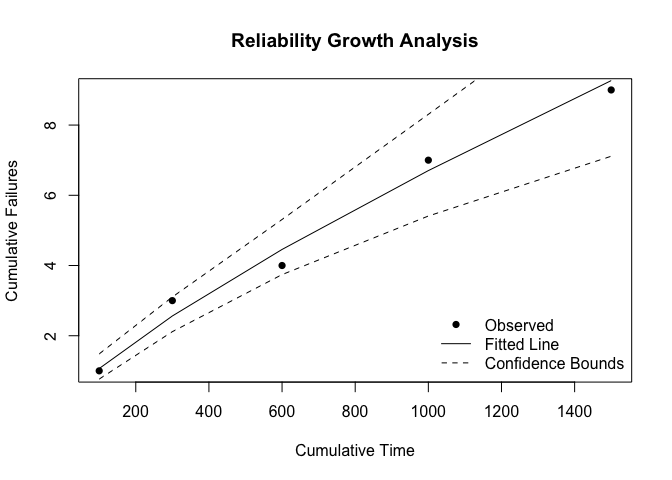 Reliability Growth Analysis
Cumulative Failures
8
6
4
2
Observed
Fitted Line
Confidence Bounds
200 400 600 800 1000 1200 1400
Cumulative Time